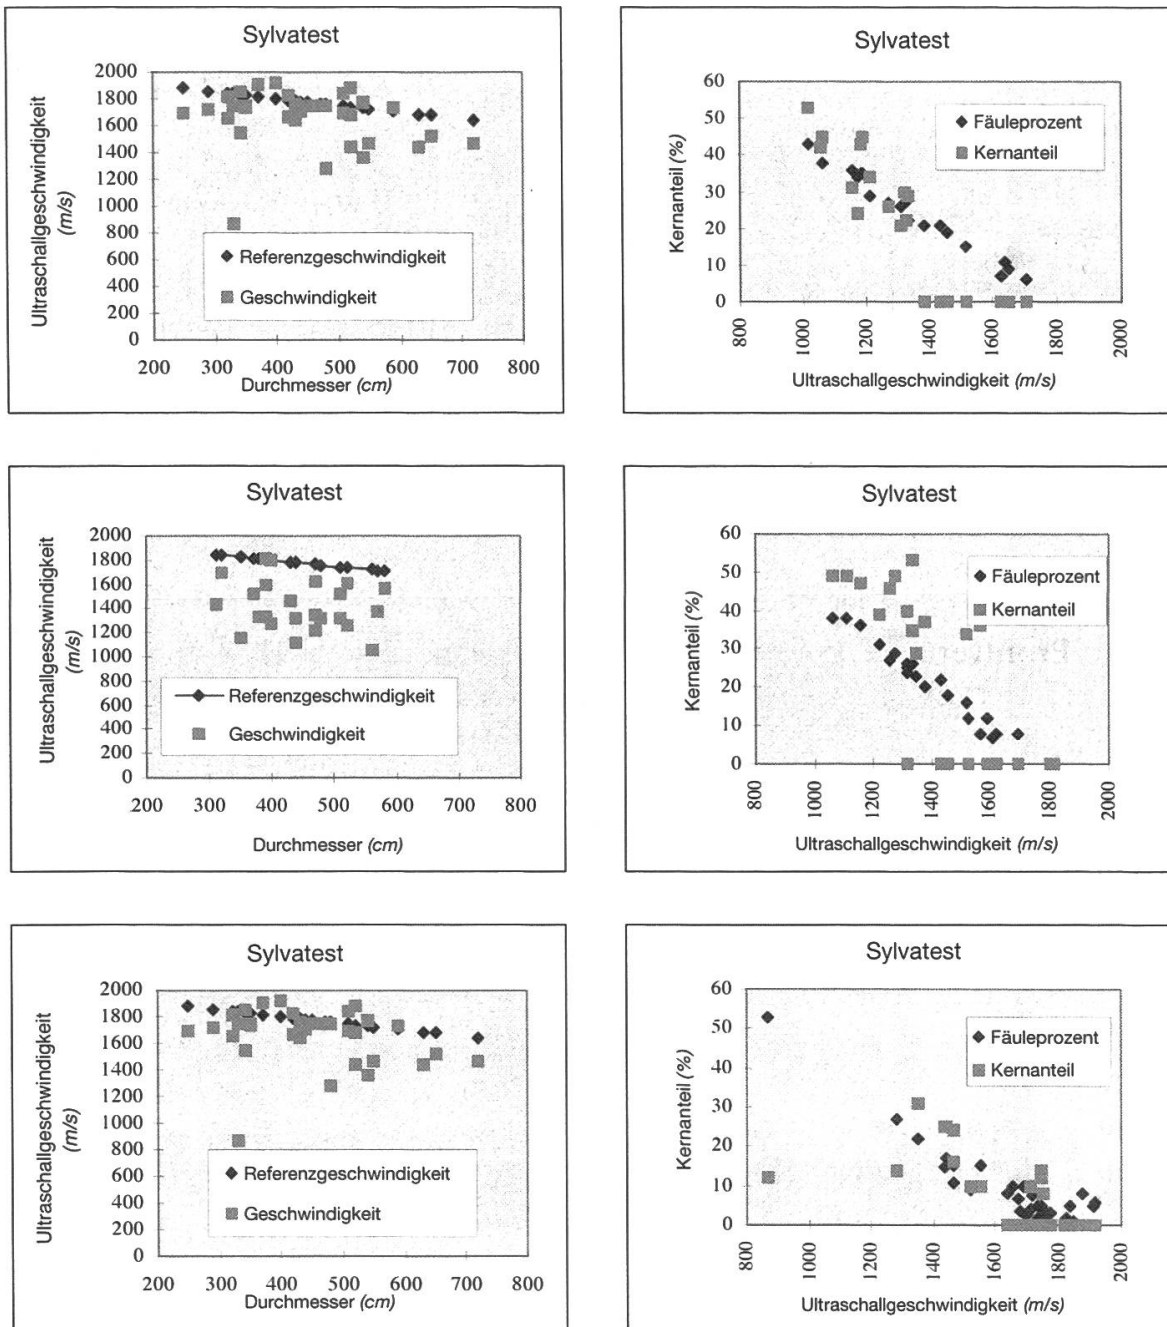 Sylvatest
Ultraschallgeschwindigkeit
(m/s)
2000
1800
1600
1400
1200
1000
800
600
400
200
0
Referenzgeschwindigkeit
Geschwindigkeit
200 300 400 500 600 700 800
Durchmesser (cm)
Sylvatest
Kernanteil (%)
60
50
40
30
20
10
0
Fäuleprozent
Kernanteil
800 1000 1200 1400 1600 1800 2000
Ultraschallgeschwindigkeit (m/s)
Sylvatest
Ultraschallgeschwindigkeit
(m/s)
2000
1800
1600
1400
1200
1000
800
600
400
200
0
Referenzgeschwindigkeit
Geschwindigkeit
200 300 400 500 600 700 800
Durchmesser (cm)
Sylvatest
Kernanteil (%)
60
50
40
30
20
10
0
Fäuleprozent
Kernanteil
800 1000 1200 1400 1600 1800 2000
Ultraschallgeschwindigkeit (m/s)
Sylvatest
Ultraschallgeschwindigkeit
(m/s)
2000
1800
1600
1400
1200
1000
800
600
400
200
0
Referenzgeschwindigkeit
Geschwindigkeit
200 300 400 500 600 700 800
Durchmesser (cm)
Sylvatest
Kernanteil (%)
60
50
40
30
20
10
0
Fäuleprozent
Kernanteil
800 1000 1200 1400 1600 1800 2000
Ultraschallgeschwindigkeit (m/s)